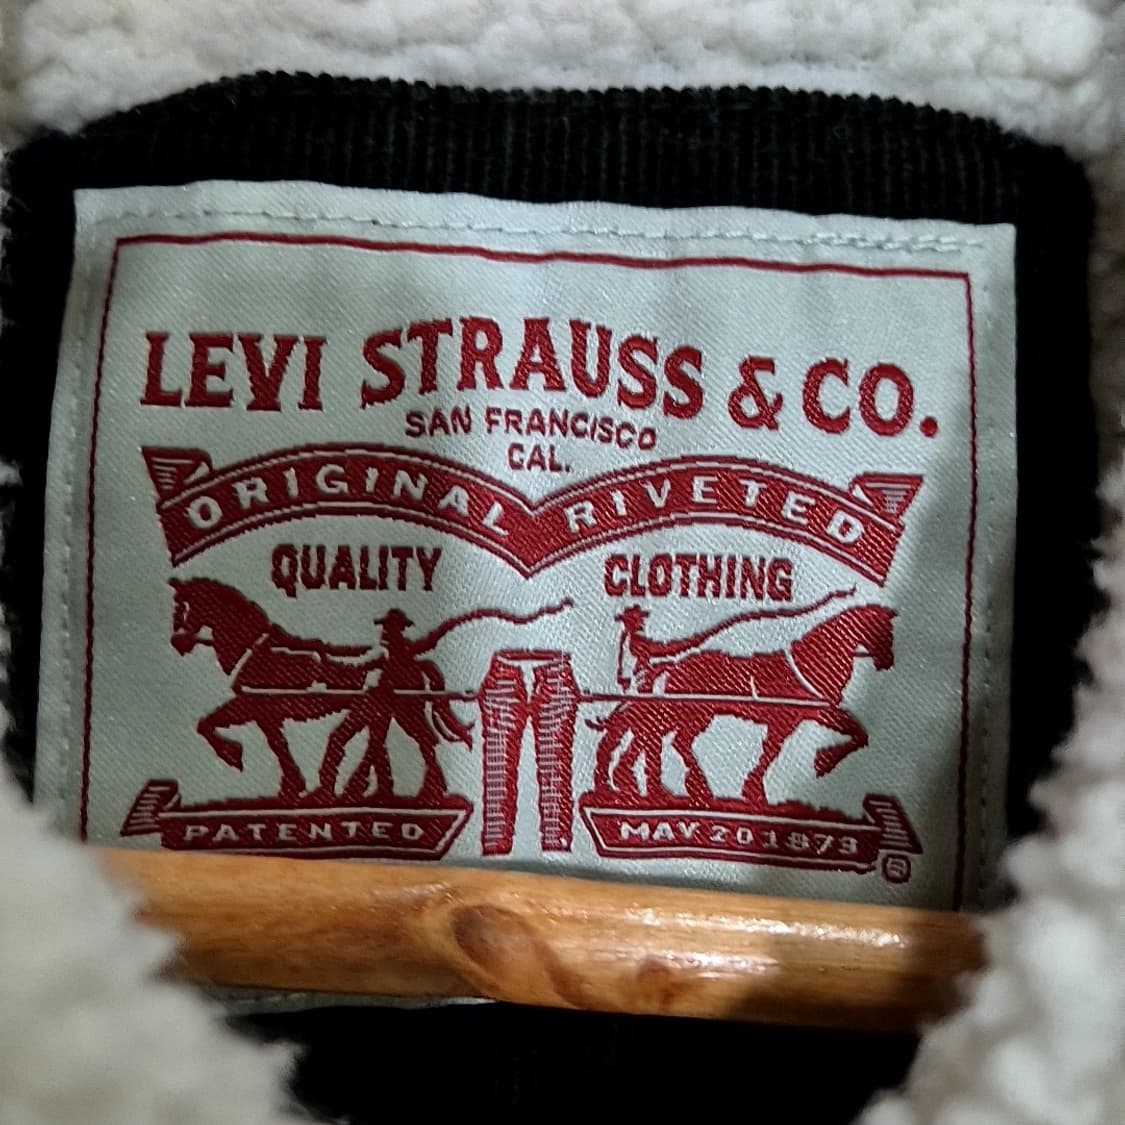 LEVI STRAUSS & CO.
SAN FRANCISCO
CAL.
ORIGINAL RIVETED
QUALITY CLOTHING
PATENTED MAY 20 1873
®